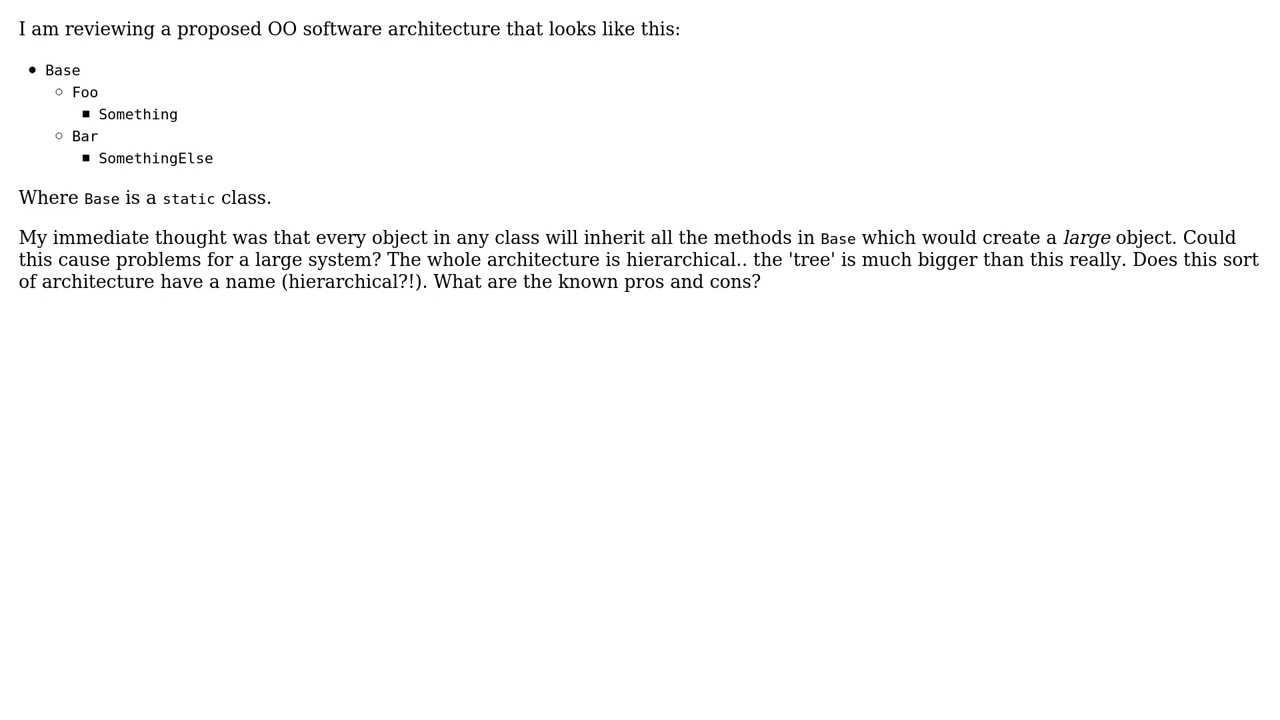 I am reviewing a proposed OO software architecture that looks like this:
Base
Foo
Something
Bar
SomethingElse
Where Base is a static class.
My immediate thought was that every object in any class will inherit all the methods in Base which would create a large object. Could
this cause problems for a large system? The whole architecture is hierarchical.. the 'tree' is much bigger than this really. Does this sort
of architecture have a name (hierarchical?!). What are the known pros and cons?